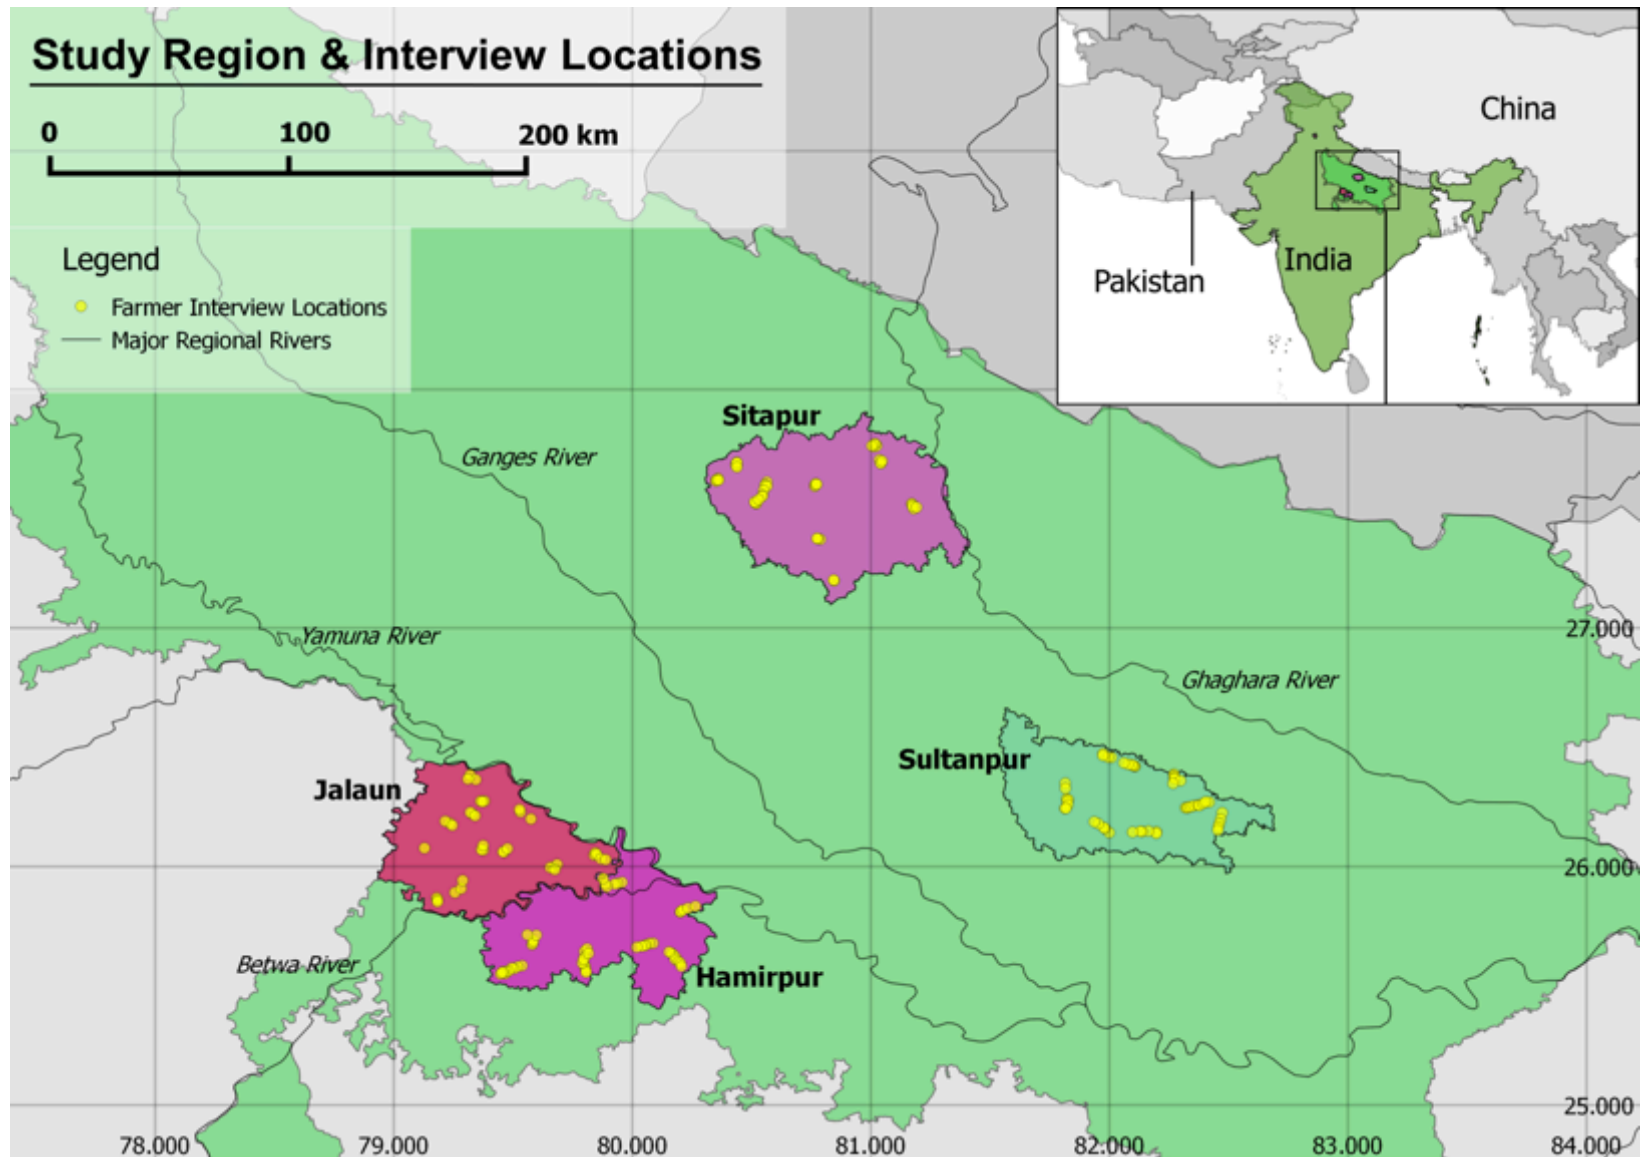 Study Region & Interview Locations
0 100 200 km
Legend
Farmer Interview Locations
Major Regional Rivers
China
Pakistan
India
Sitapur
Ganges River
Yamuna River
Ghaghara River
Sultanpur
Jalaun
Betwa River
Hamirpur
27.000
26.000
25.000
78.000 79.000 80.000 81.000 82.000 83.000 84.000